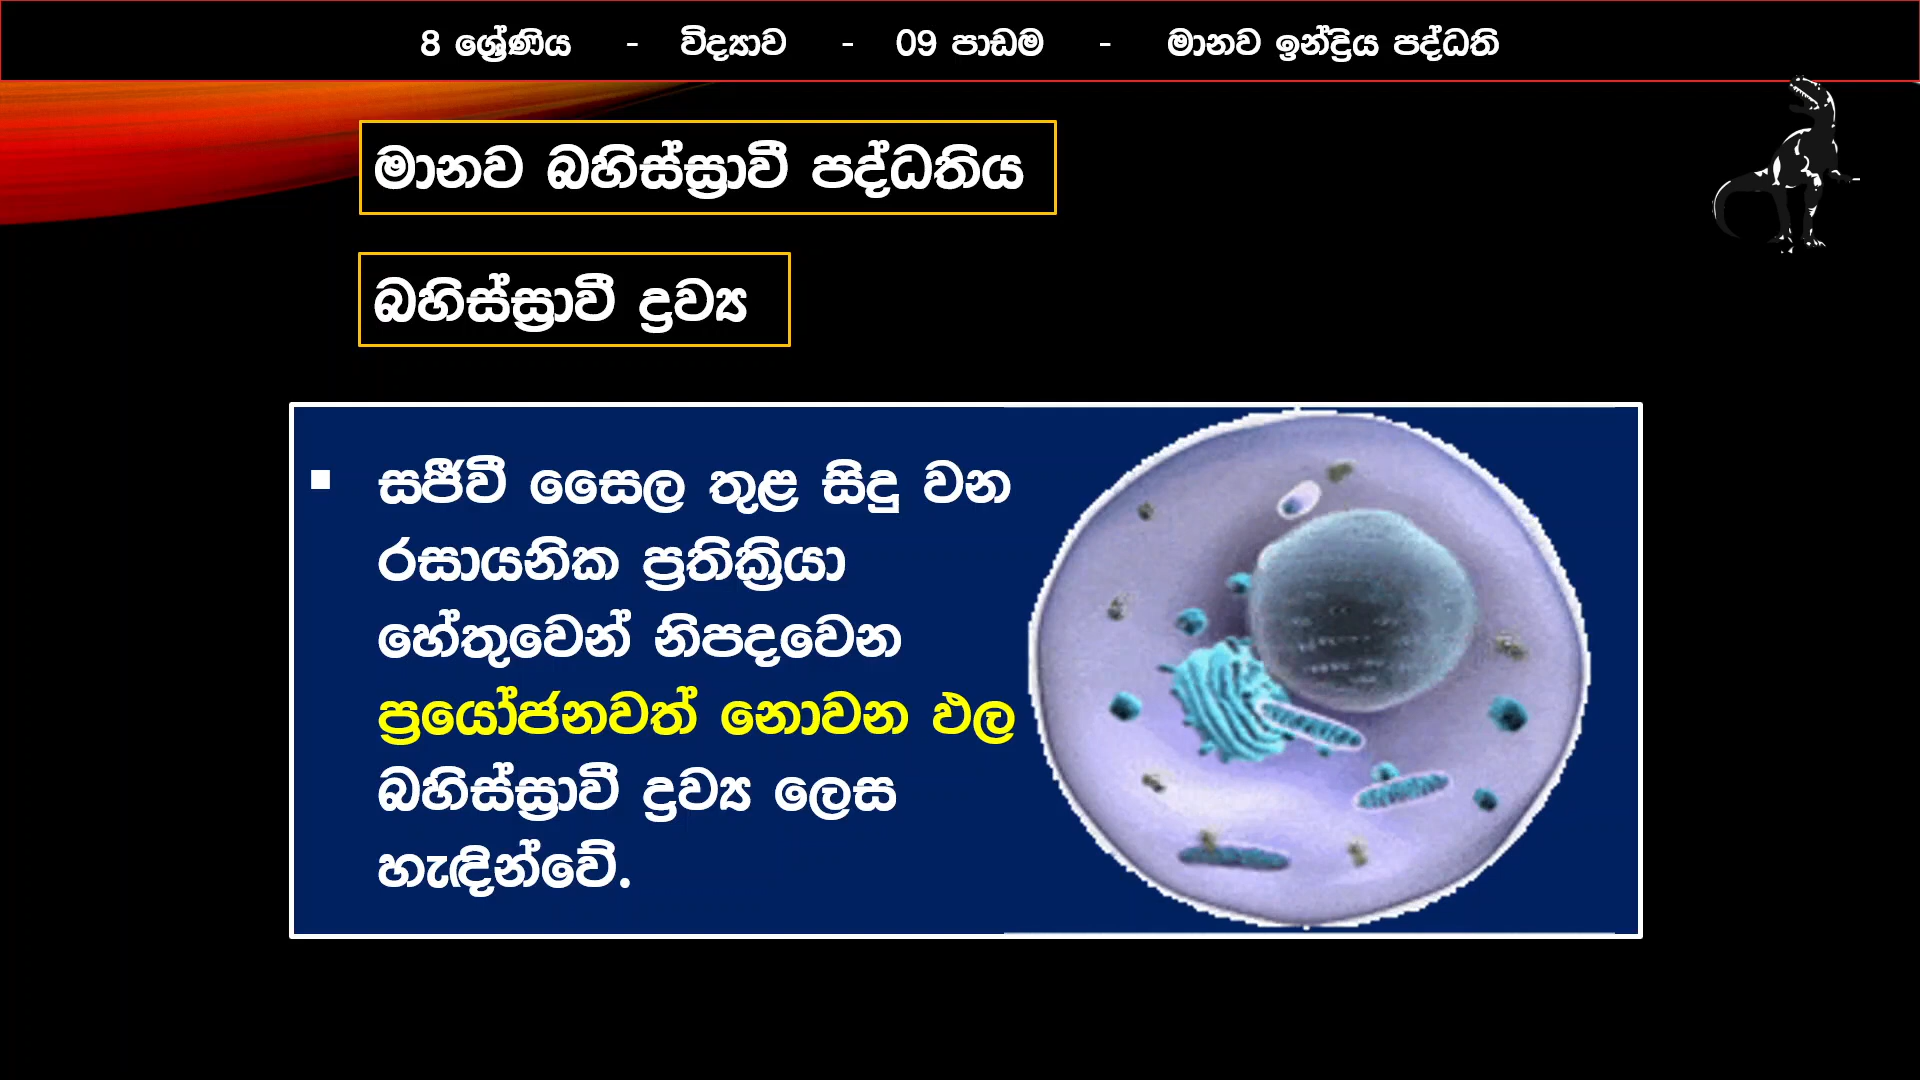 8 ශ්‍රේණිය - විද්‍යාව - 09 පාඩම - මානව ඉන්ද්‍රිය පද්ධති
මානව බහිස්ස්‍රාවී පද්ධතිය
බහිස්ස්‍රාවී ද්‍රව්‍ය
▪ සජීවී සෛල තුළ සිදු වන
රසායනික ප්‍රතික්‍රියා
හේතුවෙන් නිපදවෙන
ප්‍රයෝජනවත් නොවන ඵල
බහිස්ස්‍රාවී ද්‍රව්‍ය ලෙස
හැඳින්වේ.